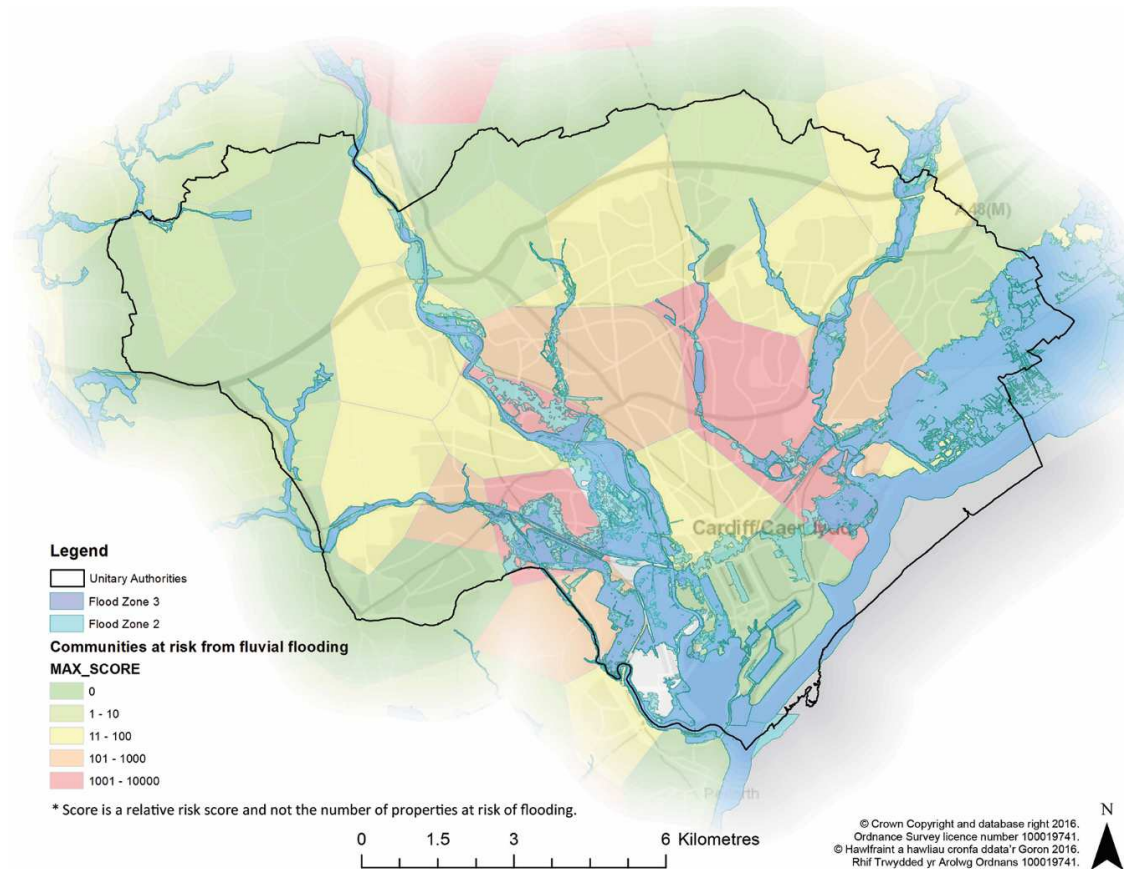 A48(M)
Cardiff/Caer
Legend
Unitary Authorities
Flood Zone 3
Flood Zone 2
Communities at risk from fluvial flooding
MAX_SCORE
0
1 - 10
11 - 100
101 - 1000
1001 - 10000
* Score is a relative risk score and not the number of properties at risk of flooding.
0 1.5 3 6 Kilometres
N
© Crown Copyright and database right 2016.
Ordnance Survey licence number 100019741.
© Hawlfraint a hawliau cronfa ddata'r Goron 2016.
Rhif Trwydded yr Arolwg Ordnans 100019741.